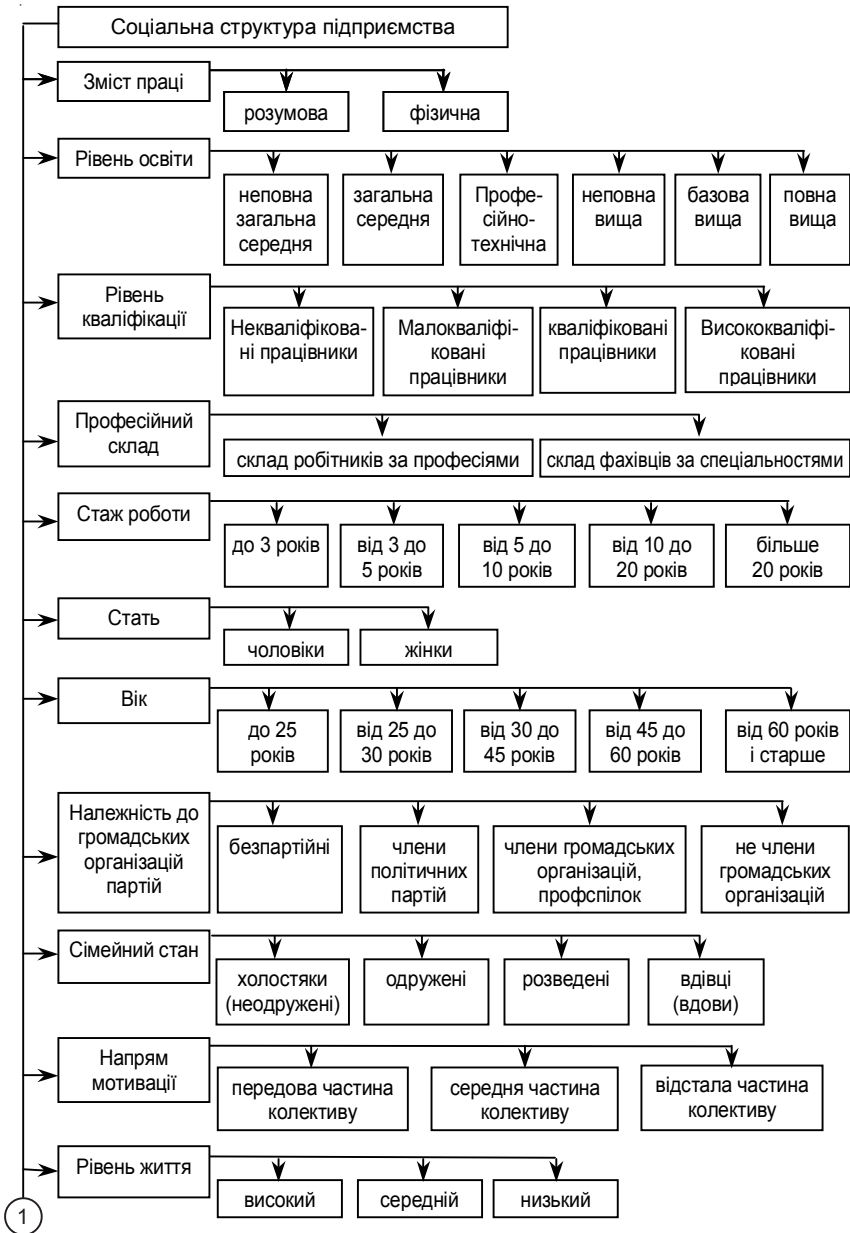 Соціальна структура підприємства
Зміст праці
розумова
фізична
Рівень освіти
неповна
загальна
середня
загальна
середня
Профе-
сійно-
технічна
неповна
вища
базова
вища
повна
вища
Рівень
кваліфікації
Некваліфікова-
ні працівники
Малокваліфі-
ковані
працівники
кваліфіковані
працівники
Висококваліфі-
ковані
працівники
Професійний
склад
склад робітників за професіями
склад фахівців за спеціальностями
Стаж роботи
до 3 років
від 3 до
5 років
від 5 до
10 років
від 10 до
20 років
більше
20 років
Стать
чоловіки
жінки
Вік
до 25
років
від 25 до
30 років
від 30 до
45 років
від 45 до
60 років
від 60 років
і старше
Належність до
громадських
організацій
партій
безпартійні
члени
політичних
партій
члени громадських
організацій,
профспілок
не члени
громадських
організацій
Сімейний стан
холостяки
(неодружені)
одружені
розведені
вдівці
(вдови)
Напрям
мотивації
передова частина
колективу
середня частина
колективу
відстала частина
колективу
Рівень життя
високий
середній
низький
1